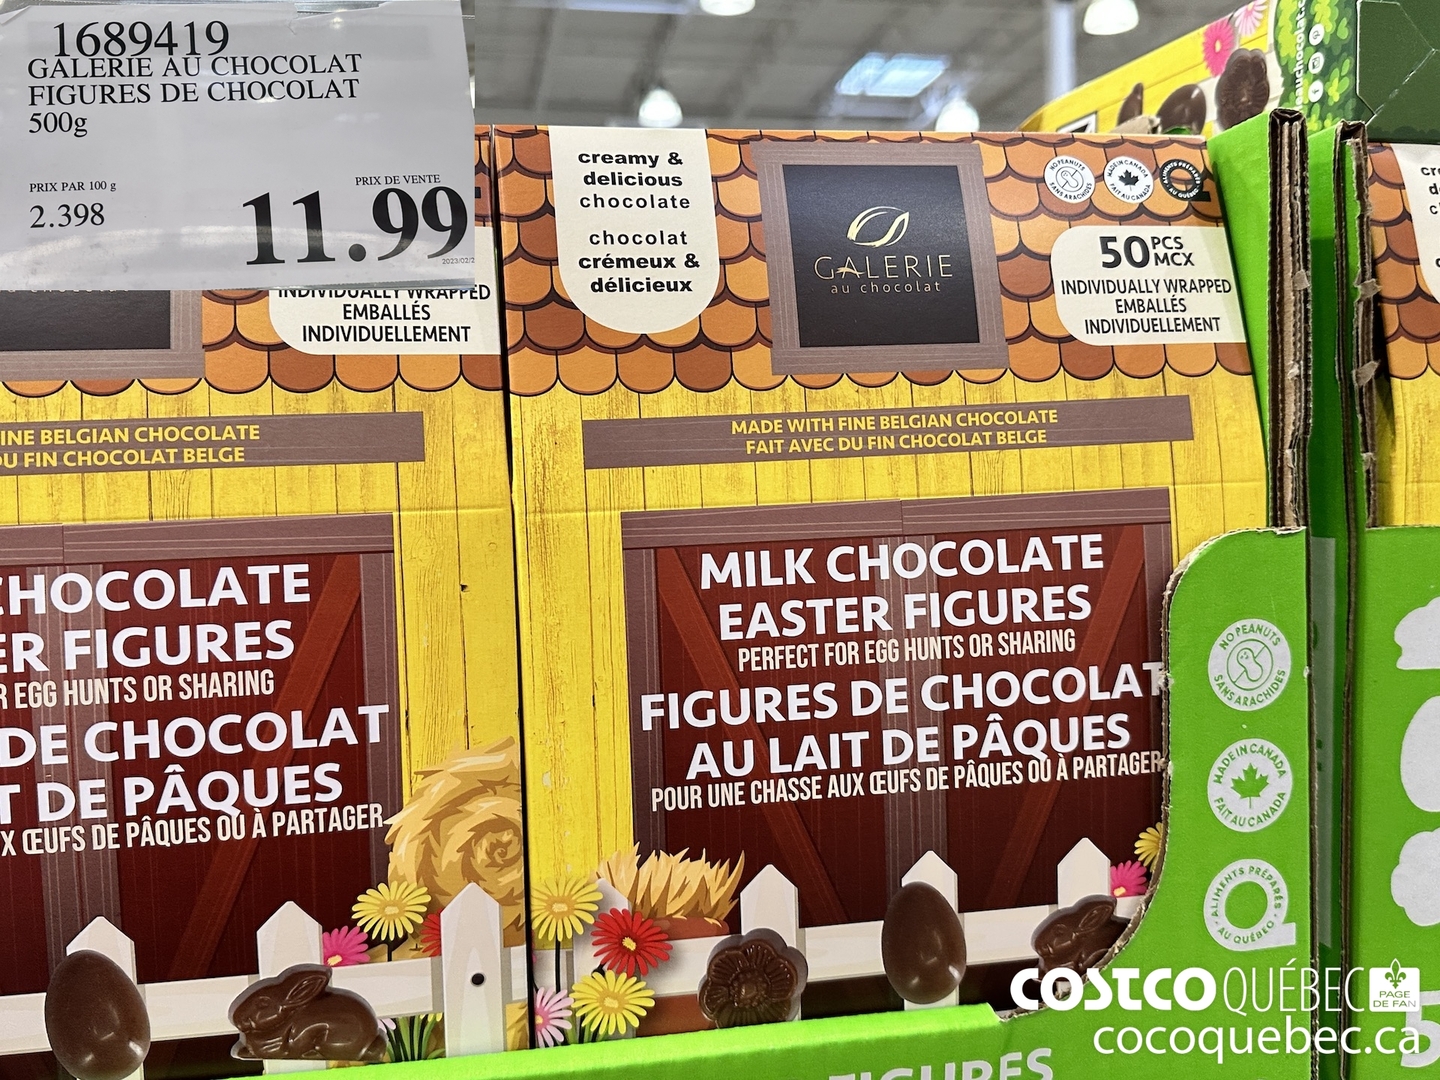 1689419
GALERIE AU CHOCOLAT
FIGURES DE CHOCOLAT
500g
PRIX PAR 100 g
2.398
PRIX DE VENTE
11.99
creamy &
delicious
chocolate
chocolat
crémeux &
délicieux
GALERIE
au chocolat
NO PEANUTS
SANS ARACHIDES
MADE IN CANADA
FAIT AU CANADA
ALIMENTS PRÉPARÉS
AU QUÉBEC
50 PCS
MCX
INDIVIDUALLY WRAPPED
EMBALLÉS
INDIVIDUELLEMENT
MADE WITH FINE BELGIAN CHOCOLATE
FAIT AVEC DU FIN CHOCOLAT BELGE
MILK CHOCOLATE
EASTER FIGURES
PERFECT FOR EGG HUNTS OR SHARING
FIGURES DE CHOCOLAT
AU LAIT DE PÂQUES
POUR UNE CHASSE AUX ŒUFS DE PÂQUES OÙ À PARTAGER
INDIVIDUALLY WRAPPED
EMBALLÉS
INDIVIDUELLEMENT
INE BELGIAN CHOCOLATE
DU FIN CHOCOLAT BELGE
CHOCOLATE
ER FIGURES
R EGG HUNTS OR SHARING
DE CHOCOLAT
T DE PÂQUES
X ŒUFS DE PÂQUES OÙ À PARTAGER
NO PEANUTS
SANS ARACHIDES
MADE IN CANADA
FAIT AU CANADA
ALIMENTS PRÉPARÉS
AU QUÉBEC
FIGURES
COSTCO QUÉBEC
PAGE
DE FAN
cocoquebec.ca